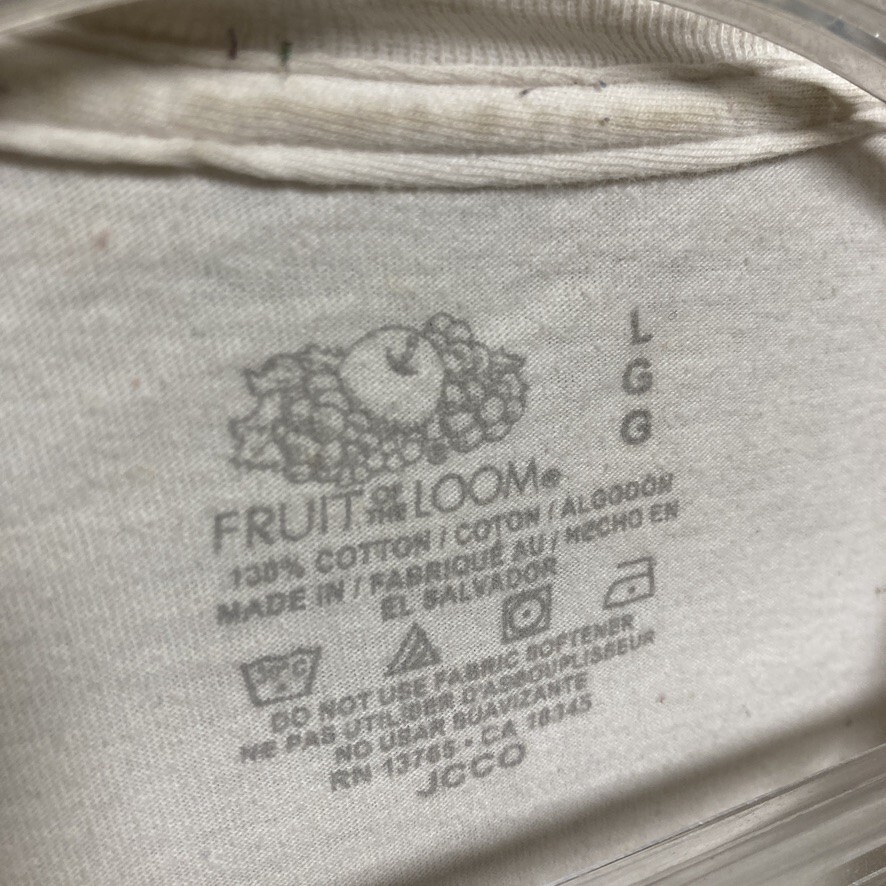 L
G
G
FRUIT OF THE LOOM®
100% COTTON / COTON / ALGODÓN
MADE IN / FABRIQUÉ AU / HECHO EN
EL SALVADOR
DO NOT USE FABRIC SOFTENER
NE PAS UTILISER D'ASSOUPLISSEUR
NO USAR SUAVIZANTE
RN 13765 - CA 18345
JCCO